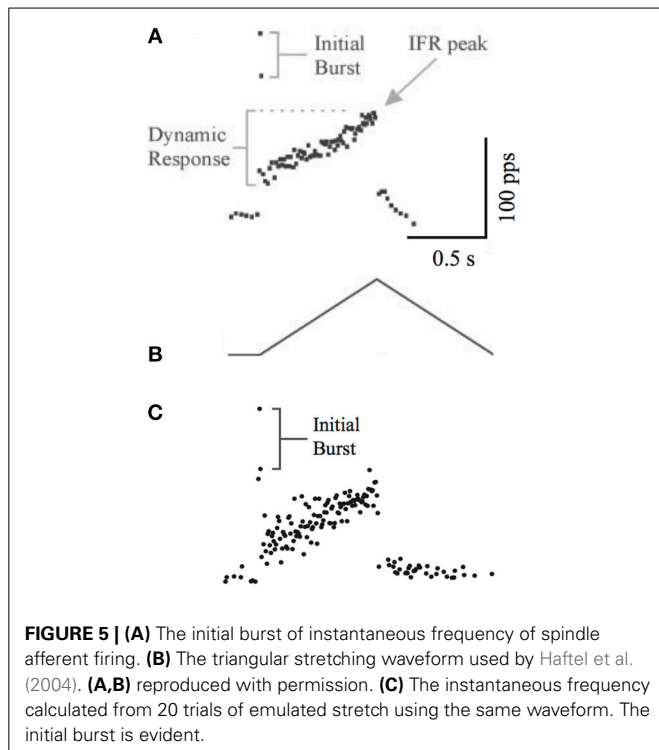 A
Initial
Burst
IFR peak
Dynamic
Response
100 pps
0.5 s
B
C
Initial
Burst
FIGURE 5 | (A) The initial burst of instantaneous frequency of spindle
afferent firing. (B) The triangular stretching waveform used by Haftel et al.
(2004). (A,B) reproduced with permission. (C) The instantaneous frequency
calculated from 20 trials of emulated stretch using the same waveform. The
initial burst is evident.